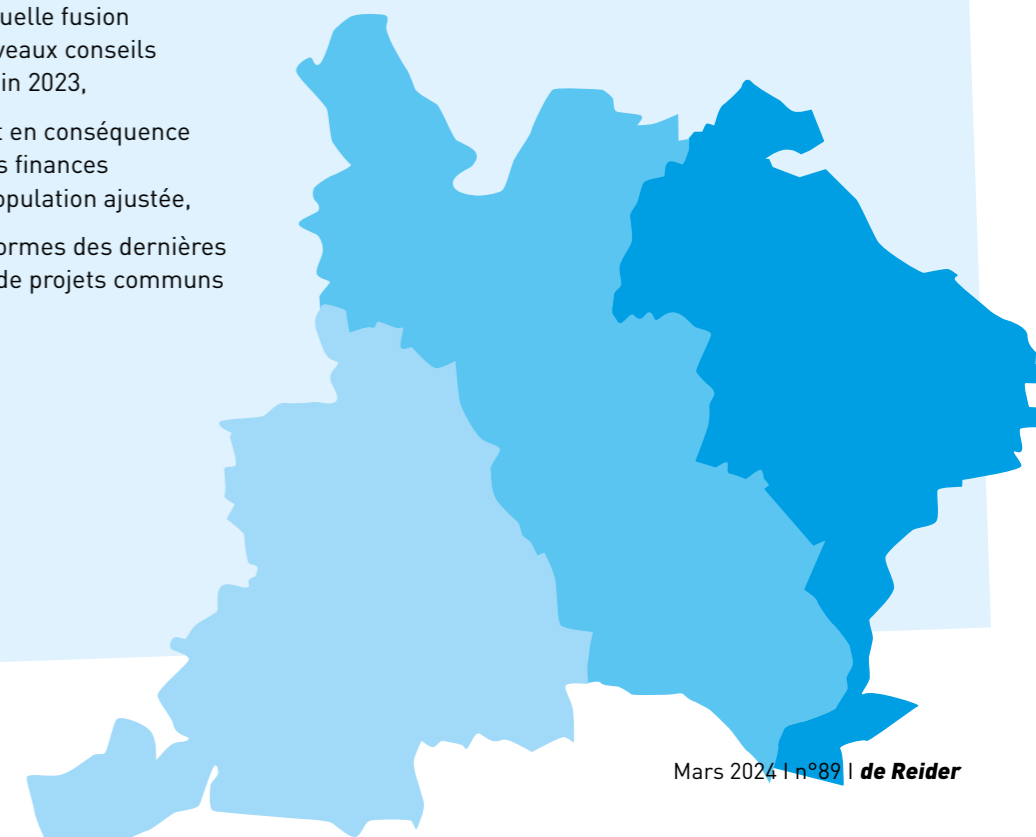 uelle fusion
veaux conseils
in 2023,
t en conséquence
s finances
opulation ajustée,
ormes des dernières
de projets communs
Mars 2024 I n°89 I de Reider